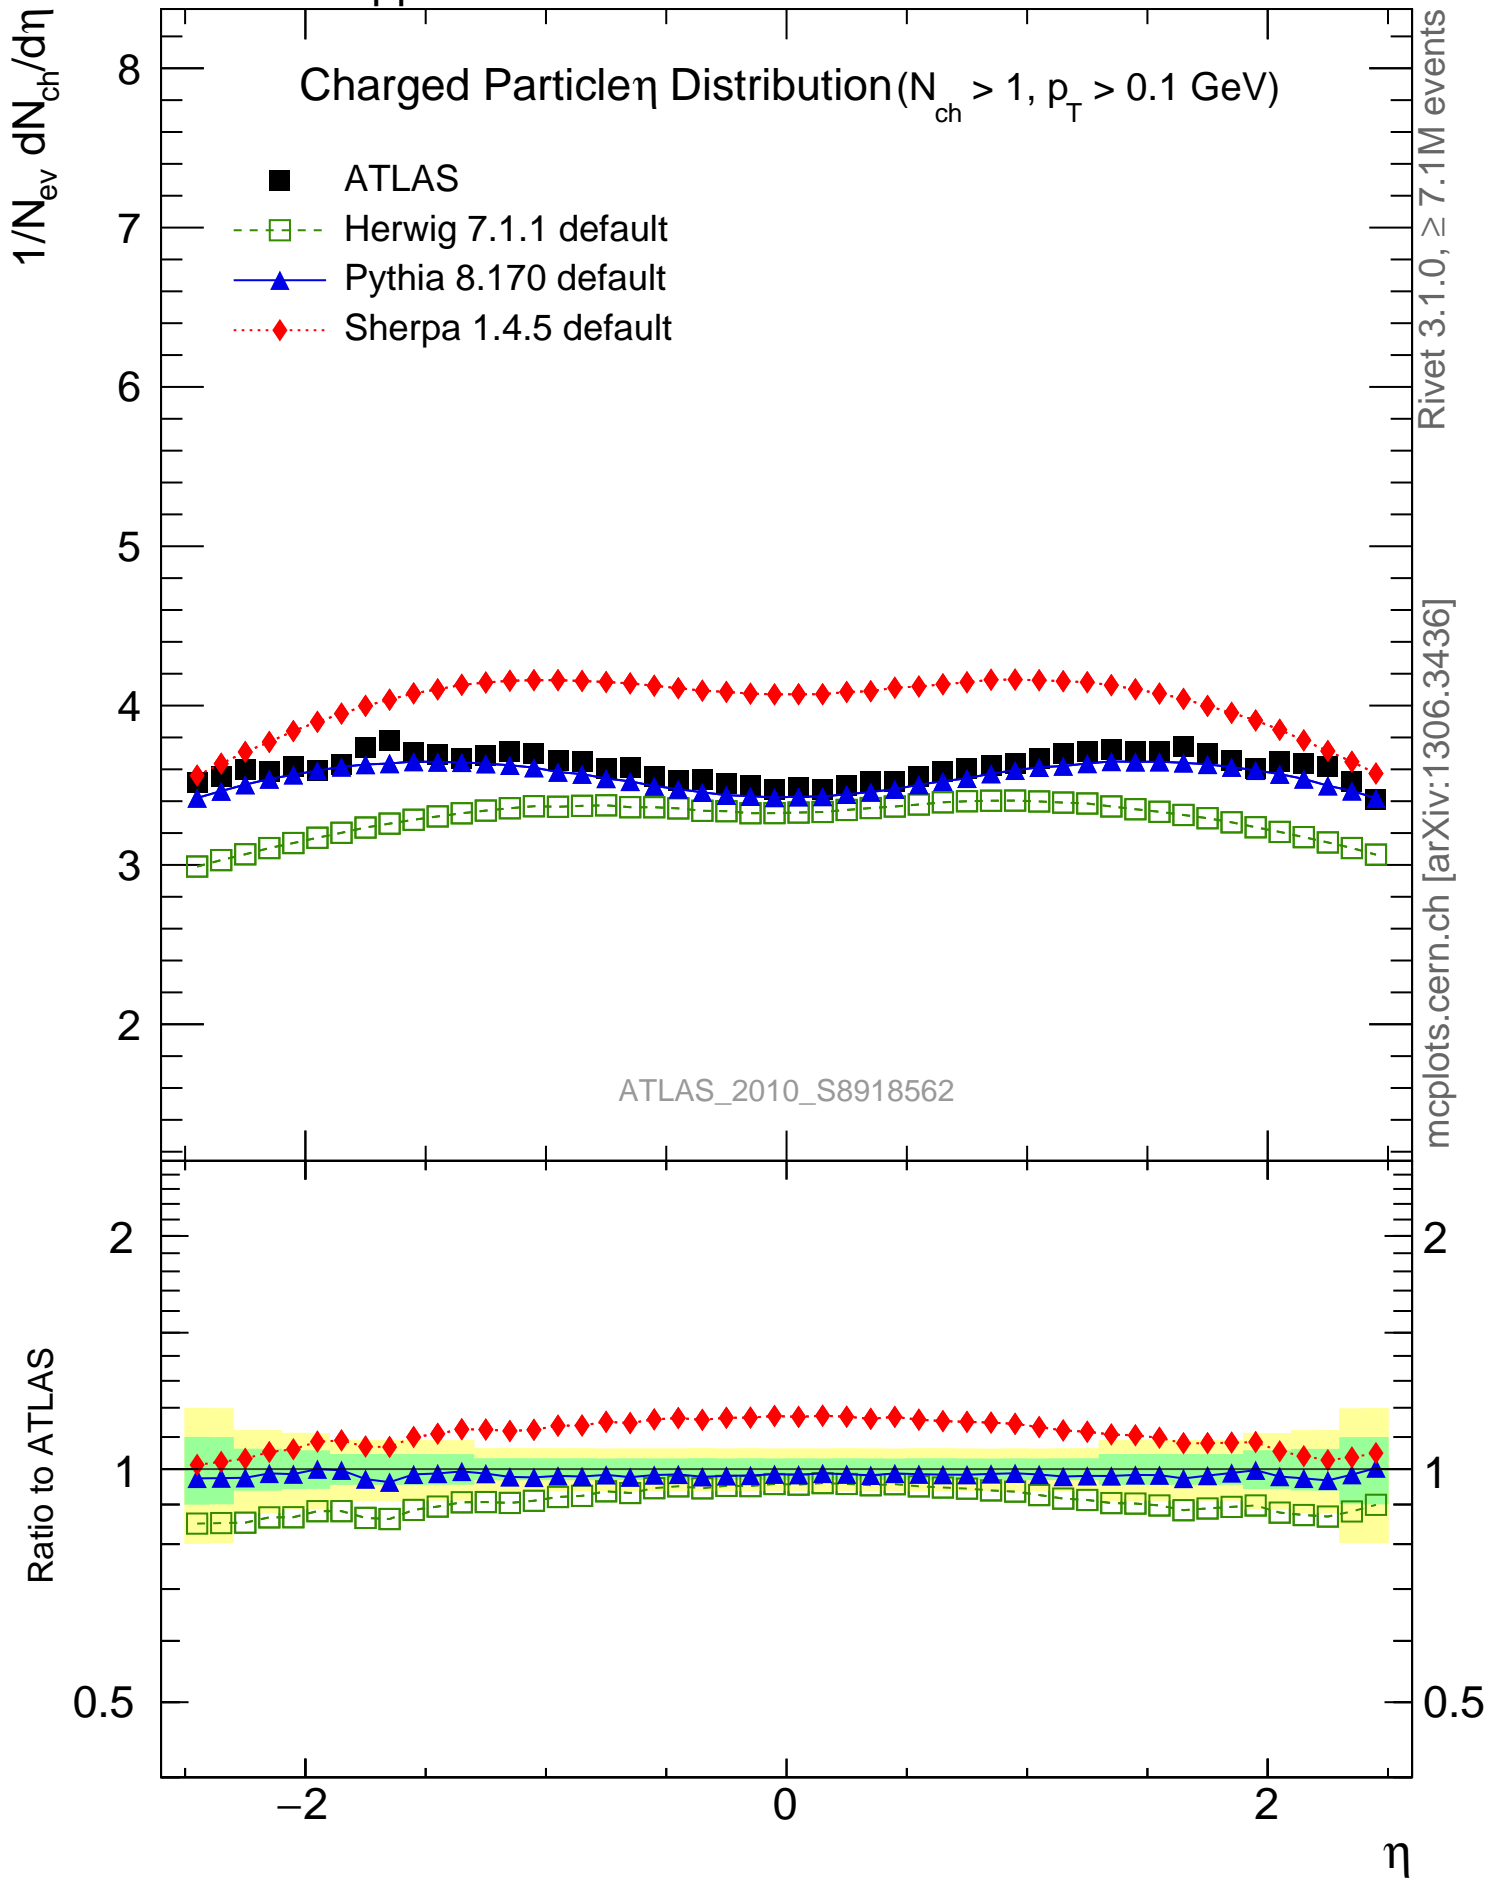 Charged Particleη Distribution (N_ch > 1, p_T > 0.1 GeV)
1/N_ev dN_ch/dη
ATLAS
Herwig 7.1.1 default
Pythia 8.170 default
Sherpa 1.4.5 default
8
7
6
5
4
3
2
ATLAS_2010_S8918562
Rivet 3.1.0, ≥ 7.1M events
mcplots.cern.ch [arXiv:1306.3436]
Ratio to ATLAS
2
1
0.5
2
1
0.5
−2
0
2
η